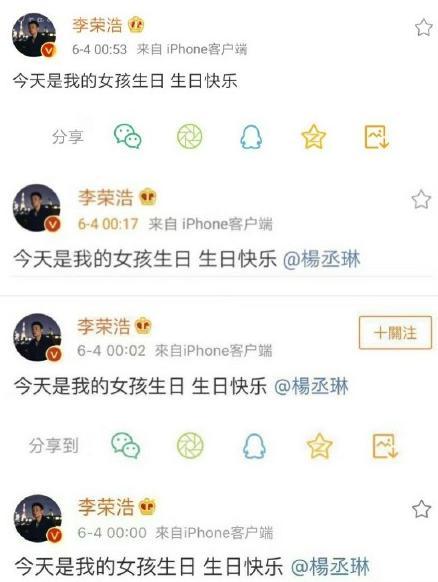 李荣浩
6-4 00:53 来自 iPhone客户端
今天是我的女孩生日 生日快乐
分享
李荣浩
6-4 00:17 来自 iPhone客户端
今天是我的女孩生日 生日快乐 @楊丞琳
李荣浩
十關注
6-4 00:02 來自iPhone客户端
今天是我的女孩生日 生日快乐 @楊丞琳
分享到
李荣浩
6-4 00:00 來自iPhone客户端
今天是我的女孩生日 生日快乐 @楊丞琳